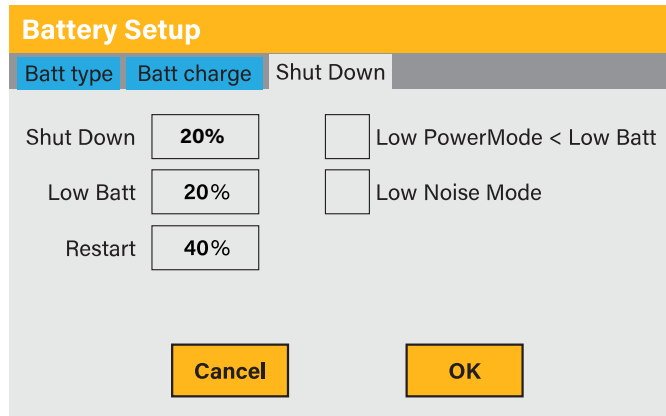 Battery Setup
Batt type Batt charge Shut Down
Shut Down 20% Low PowerMode < Low Batt
Low Batt 20% Low Noise Mode
Restart 40%
Cancel OK